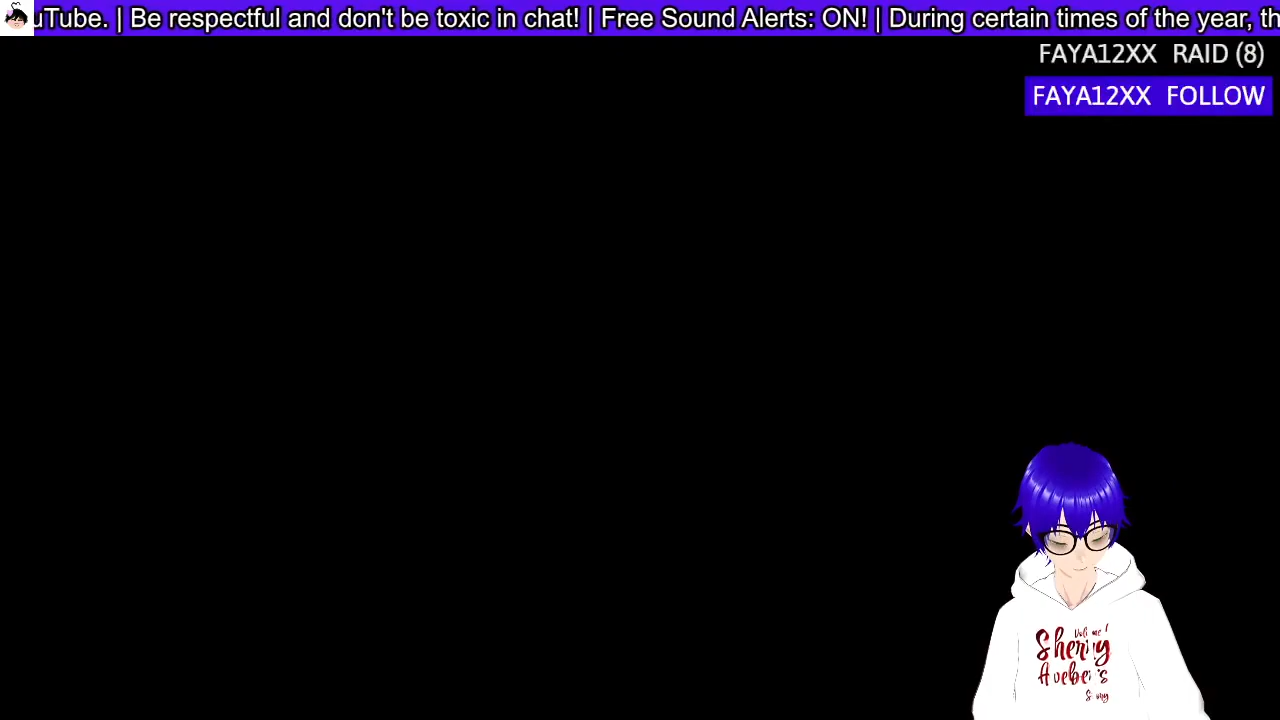 uTube. | Be respectful and don't be toxic in chat! | Free Sound Alerts: ON! | During certain times of the year, th
FAYA12XX RAID (8)
FAYA12XX FOLLOW
Sherry